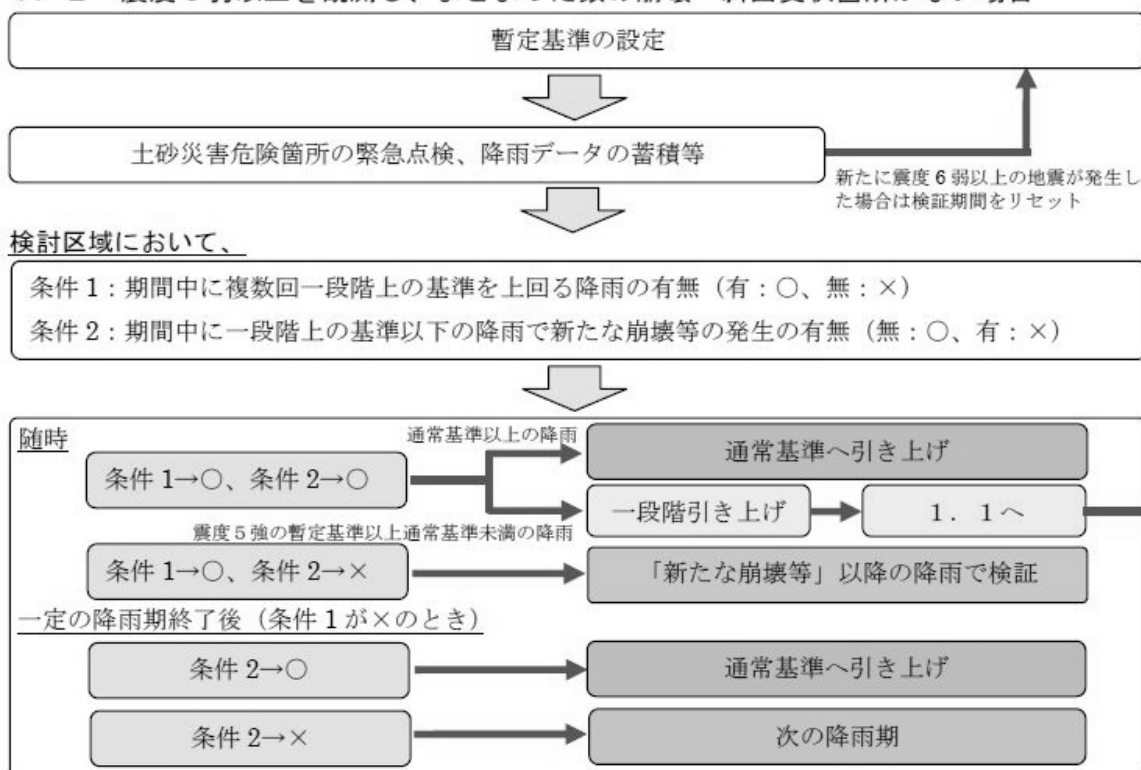 暫定基準の設定
土砂災害危険箇所の緊急点検、降雨データの蓄積等
新たに震度6弱以上の地震が発生し
た場合は検証期間をリセット
検討区域において、
条件1：期間中に複数回一段階上の基準を上回る降雨の有無（有：○、無：×）
条件2：期間中に一段階上の基準以下の降雨で新たな崩壊等の発生の有無（無：○、有：×）
随時
通常基準以上の降雨
条件1→○、条件2→○
通常基準へ引き上げ
一段階引き上げ
1．1へ
震度5強の暫定基準以上通常基準未満の降雨
条件1→○、条件2→×
「新たな崩壊等」以降の降雨で検証
一定の降雨期終了後（条件1が×のとき）
条件2→○
通常基準へ引き上げ
条件2→×
次の降雨期